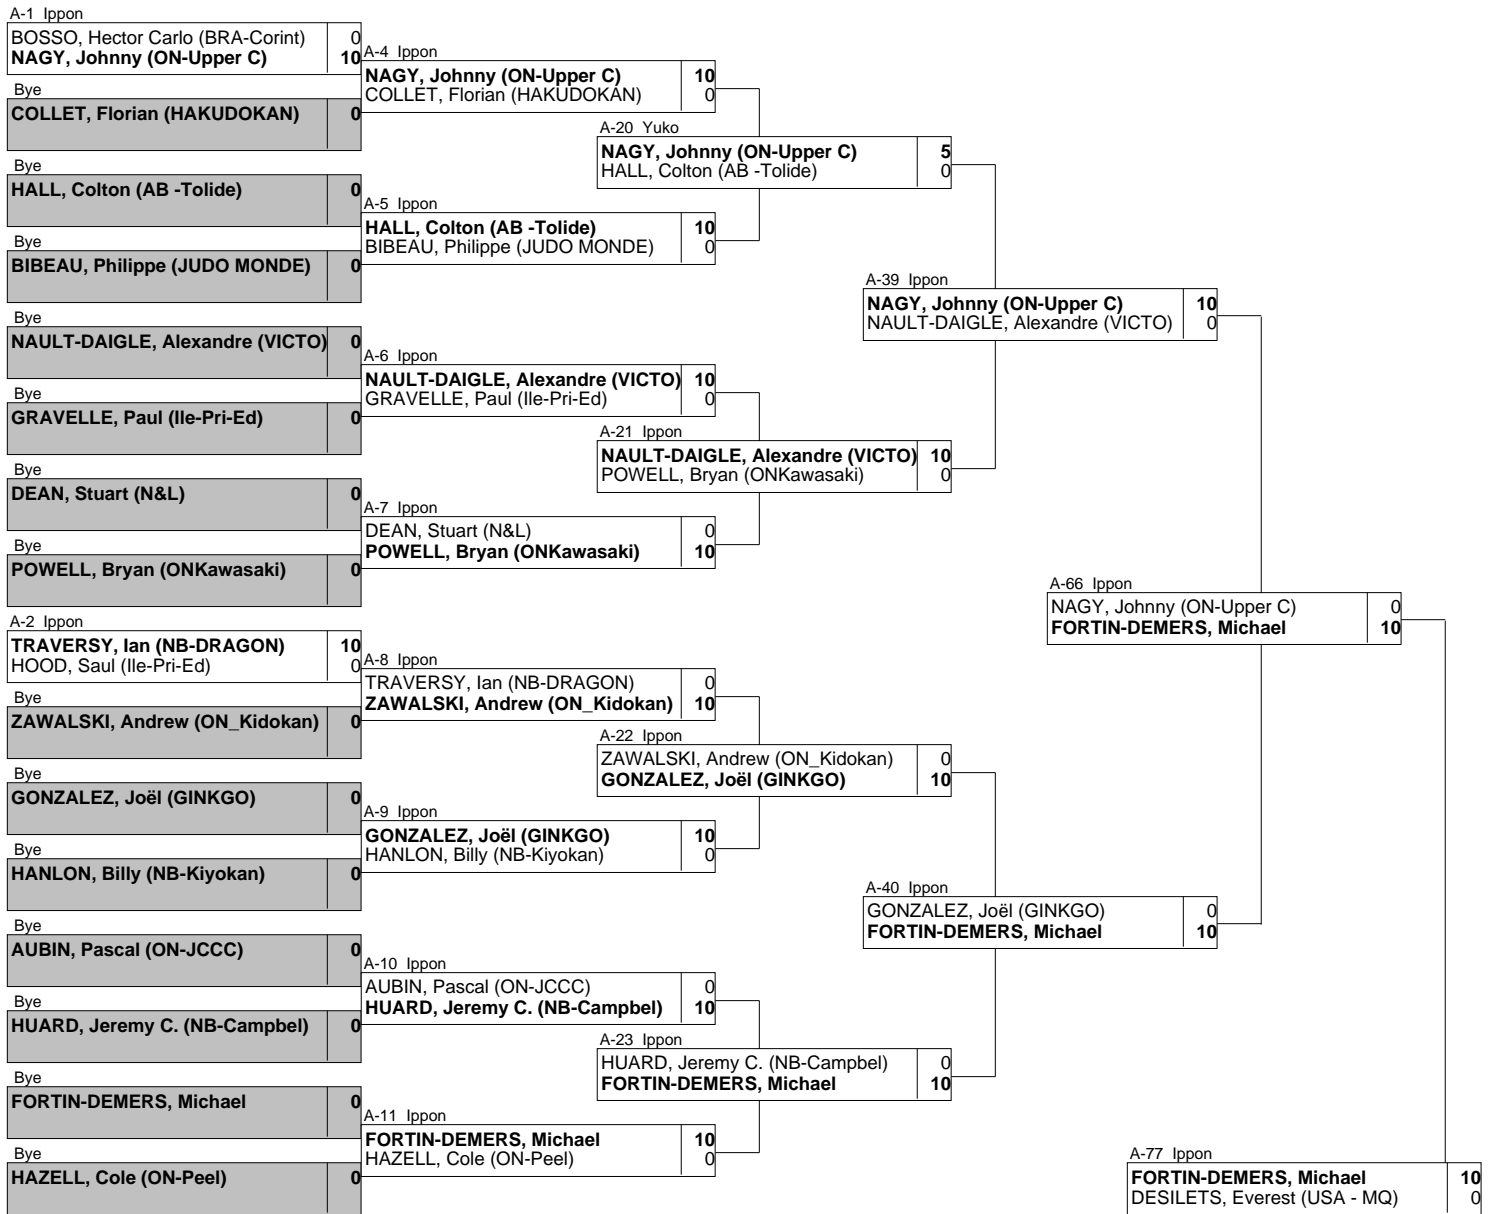 A-1 Ippon
BOSSO, Hector Carlo (BRA-Corint) 0
NAGY, Johnny (ON-Upper C) 10
Bye
COLLET, Florian (HAKUDOKAN) 0
Bye
HALL, Colton (AB -Tolide) 0
Bye
BIBEAU, Philippe (JUDO MONDE) 0
Bye
NAULT-DAIGLE, Alexandre (VICTO) 0
Bye
GRAVELLE, Paul (Ile-Pri-Ed) 0
Bye
DEAN, Stuart (N&L) 0
Bye
POWELL, Bryan (ONKawasaki) 0
A-2 Ippon
TRAVERSY, Ian (NB-DRAGON) 10
HOOD, Saul (Ile-Pri-Ed) 0
Bye
ZAWALSKI, Andrew (ON_Kidokan) 0
Bye
GONZALEZ, Joël (GINKGO) 0
Bye
HANLON, Billy (NB-Kiyokan) 0
Bye
AUBIN, Pascal (ON-JCCC) 0
Bye
HUARD, Jeremy C. (NB-Campbel) 0
Bye
FORTIN-DEMERS, Michael 0
Bye
HAZELL, Cole (ON-Peel) 0
A-4 Ippon
NAGY, Johnny (ON-Upper C) 10
COLLET, Florian (HAKUDOKAN) 0
A-5 Ippon
HALL, Colton (AB -Tolide) 10
BIBEAU, Philippe (JUDO MONDE) 0
A-6 Ippon
NAULT-DAIGLE, Alexandre (VICTO) 10
GRAVELLE, Paul (Ile-Pri-Ed) 0
A-7 Ippon
DEAN, Stuart (N&L) 0
POWELL, Bryan (ONKawasaki) 10
A-8 Ippon
TRAVERSY, Ian (NB-DRAGON) 0
ZAWALSKI, Andrew (ON_Kidokan) 10
A-9 Ippon
GONZALEZ, Joël (GINKGO) 10
HANLON, Billy (NB-Kiyokan) 0
A-10 Ippon
AUBIN, Pascal (ON-JCCC) 0
HUARD, Jeremy C. (NB-Campbel) 10
A-11 Ippon
FORTIN-DEMERS, Michael 10
HAZELL, Cole (ON-Peel) 0
A-20 Yuko
NAGY, Johnny (ON-Upper C) 5
HALL, Colton (AB -Tolide) 0
A-21 Ippon
NAULT-DAIGLE, Alexandre (VICTO) 10
POWELL, Bryan (ONKawasaki) 0
A-22 Ippon
ZAWALSKI, Andrew (ON_Kidokan) 0
GONZALEZ, Joël (GINKGO) 10
A-23 Ippon
HUARD, Jeremy C. (NB-Campbel) 0
FORTIN-DEMERS, Michael 10
A-39 Ippon
NAGY, Johnny (ON-Upper C) 10
NAULT-DAIGLE, Alexandre (VICTO) 0
A-40 Ippon
GONZALEZ, Joël (GINKGO) 0
FORTIN-DEMERS, Michael 10
A-66 Ippon
NAGY, Johnny (ON-Upper C) 0
FORTIN-DEMERS, Michael 10
A-77 Ippon
FORTIN-DEMERS, Michael 10
DESILETS, Everest (USA - MQ) 0